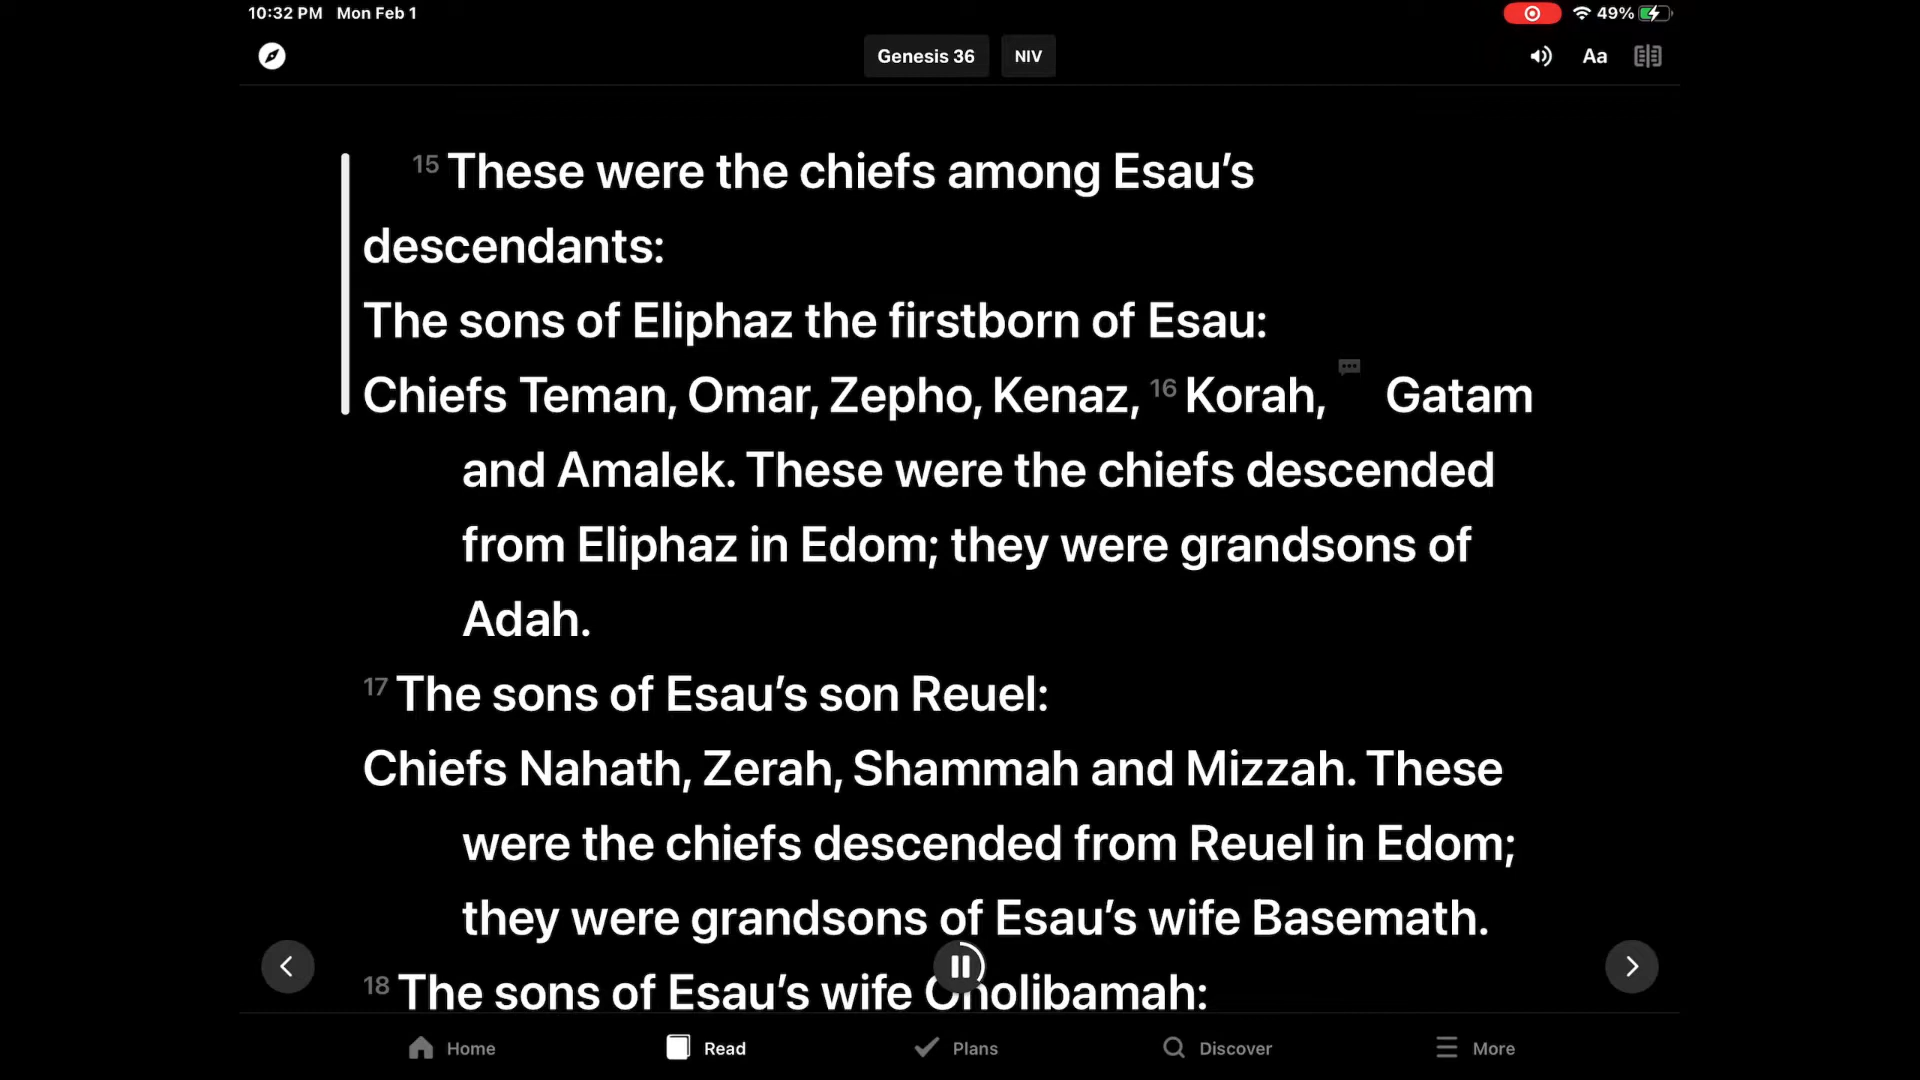 10:32 PM Mon Feb 1
49%
Genesis 36 NIV
Aa
15 These were the chiefs among Esau’s
descendants:
The sons of Eliphaz the firstborn of Esau:
Chiefs Teman, Omar, Zepho, Kenaz, 16 Korah, Gatam
and Amalek. These were the chiefs descended
from Eliphaz in Edom; they were grandsons of
Adah.
17 The sons of Esau’s son Reuel:
Chiefs Nahath, Zerah, Shammah and Mizzah. These
were the chiefs descended from Reuel in Edom;
they were grandsons of Esau’s wife Basemath.
18 The sons of Esau’s wife Oholibamah:
Home Read Plans Discover More